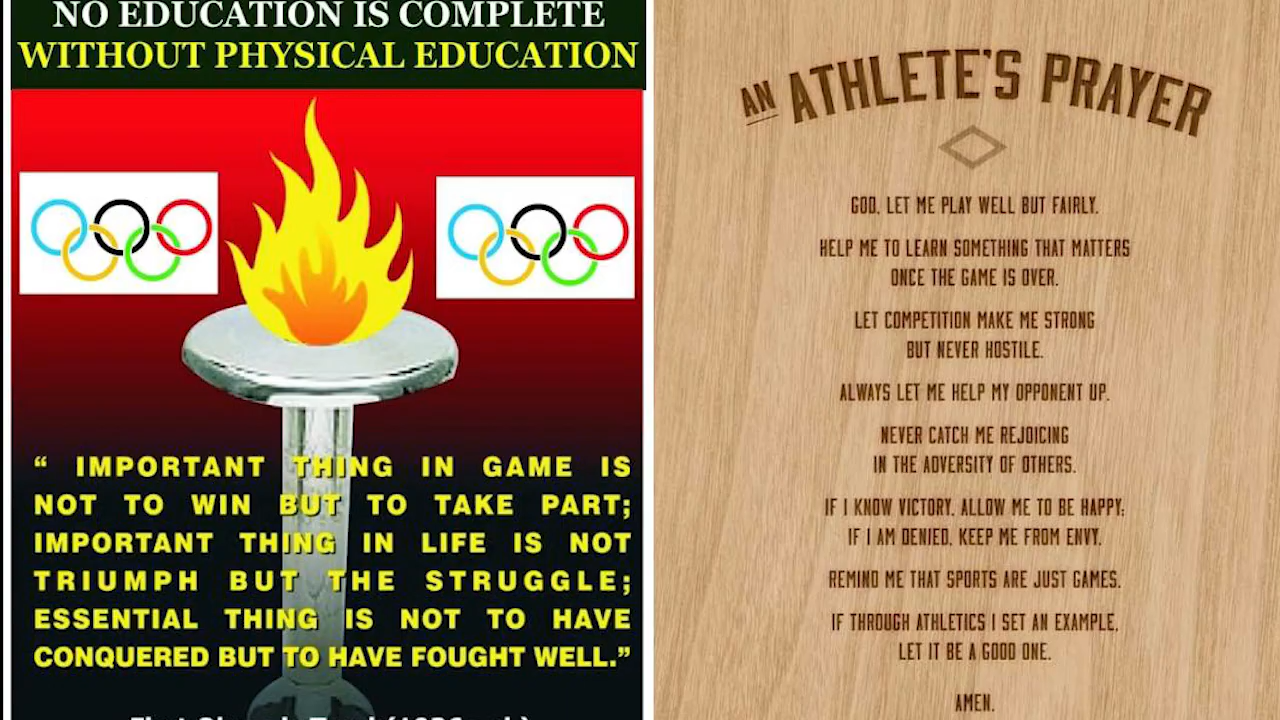 NO EDUCATION IS COMPLETE
WITHOUT PHYSICAL EDUCATION
“ IMPORTANT THING IN GAME IS
NOT TO WIN BUT TO TAKE PART;
IMPORTANT THING IN LIFE IS NOT
TRIUMPH BUT THE STRUGGLE;
ESSENTIAL THING IS NOT TO HAVE
CONQUERED BUT TO HAVE FOUGHT WELL.”
AN ATHLETE'S PRAYER
GOD, LET ME PLAY WELL BUT FAIRLY.
HELP ME TO LEARN SOMETHING THAT MATTERS
ONCE THE GAME IS OVER.
LET COMPETITION MAKE ME STRONG
BUT NEVER HOSTILE.
ALWAYS LET ME HELP MY OPPONENT UP.
NEVER CATCH ME REJOICING
IN THE ADVERSITY OF OTHERS.
IF I KNOW VICTORY, ALLOW ME TO BE HAPPY;
IF I AM DENIED, KEEP ME FROM ENVY.
REMIND ME THAT SPORTS ARE JUST GAMES.
IF THROUGH ATHLETICS I SET AN EXAMPLE,
LET IT BE A GOOD ONE.
AMEN.